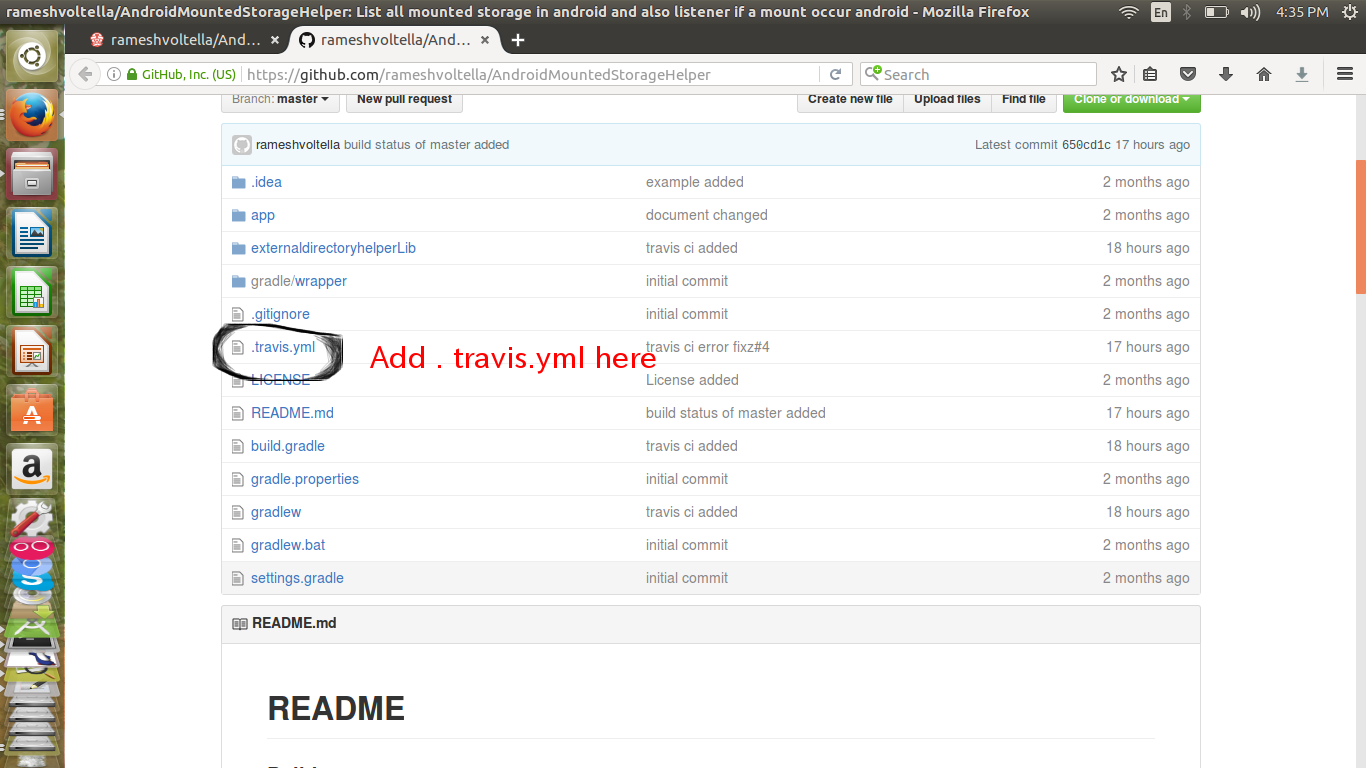 rameshvoltella/AndroidMountedStorageHelper: List all mounted storage in android and also listener if a mount occur android - Mozilla Firefox
En
4:35 PM
rameshvoltella/And...
rameshvoltella/And...
GitHub, Inc. (US)
https://github.com/rameshvoltella/AndroidMountedStorageHelper
Search
Branch: master
New pull request
Create new file
Upload files
Find file
Clone or download
rameshvoltella build status of master added
Latest commit 650cd1c 17 hours ago
.idea example added 2 months ago
app document changed 2 months ago
externaldirectoryhelperLib travis ci added 18 hours ago
gradle/wrapper initial commit 2 months ago
.gitignore initial commit 2 months ago
.travis.yml travis ci error fixz#4 17 hours ago
Add . travis.yml here
LICENSE License added 2 months ago
README.md build status of master added 17 hours ago
build.gradle travis ci added 18 hours ago
gradle.properties initial commit 2 months ago
gradlew travis ci added 18 hours ago
gradlew.bat initial commit 2 months ago
settings.gradle initial commit 2 months ago
README.md
README